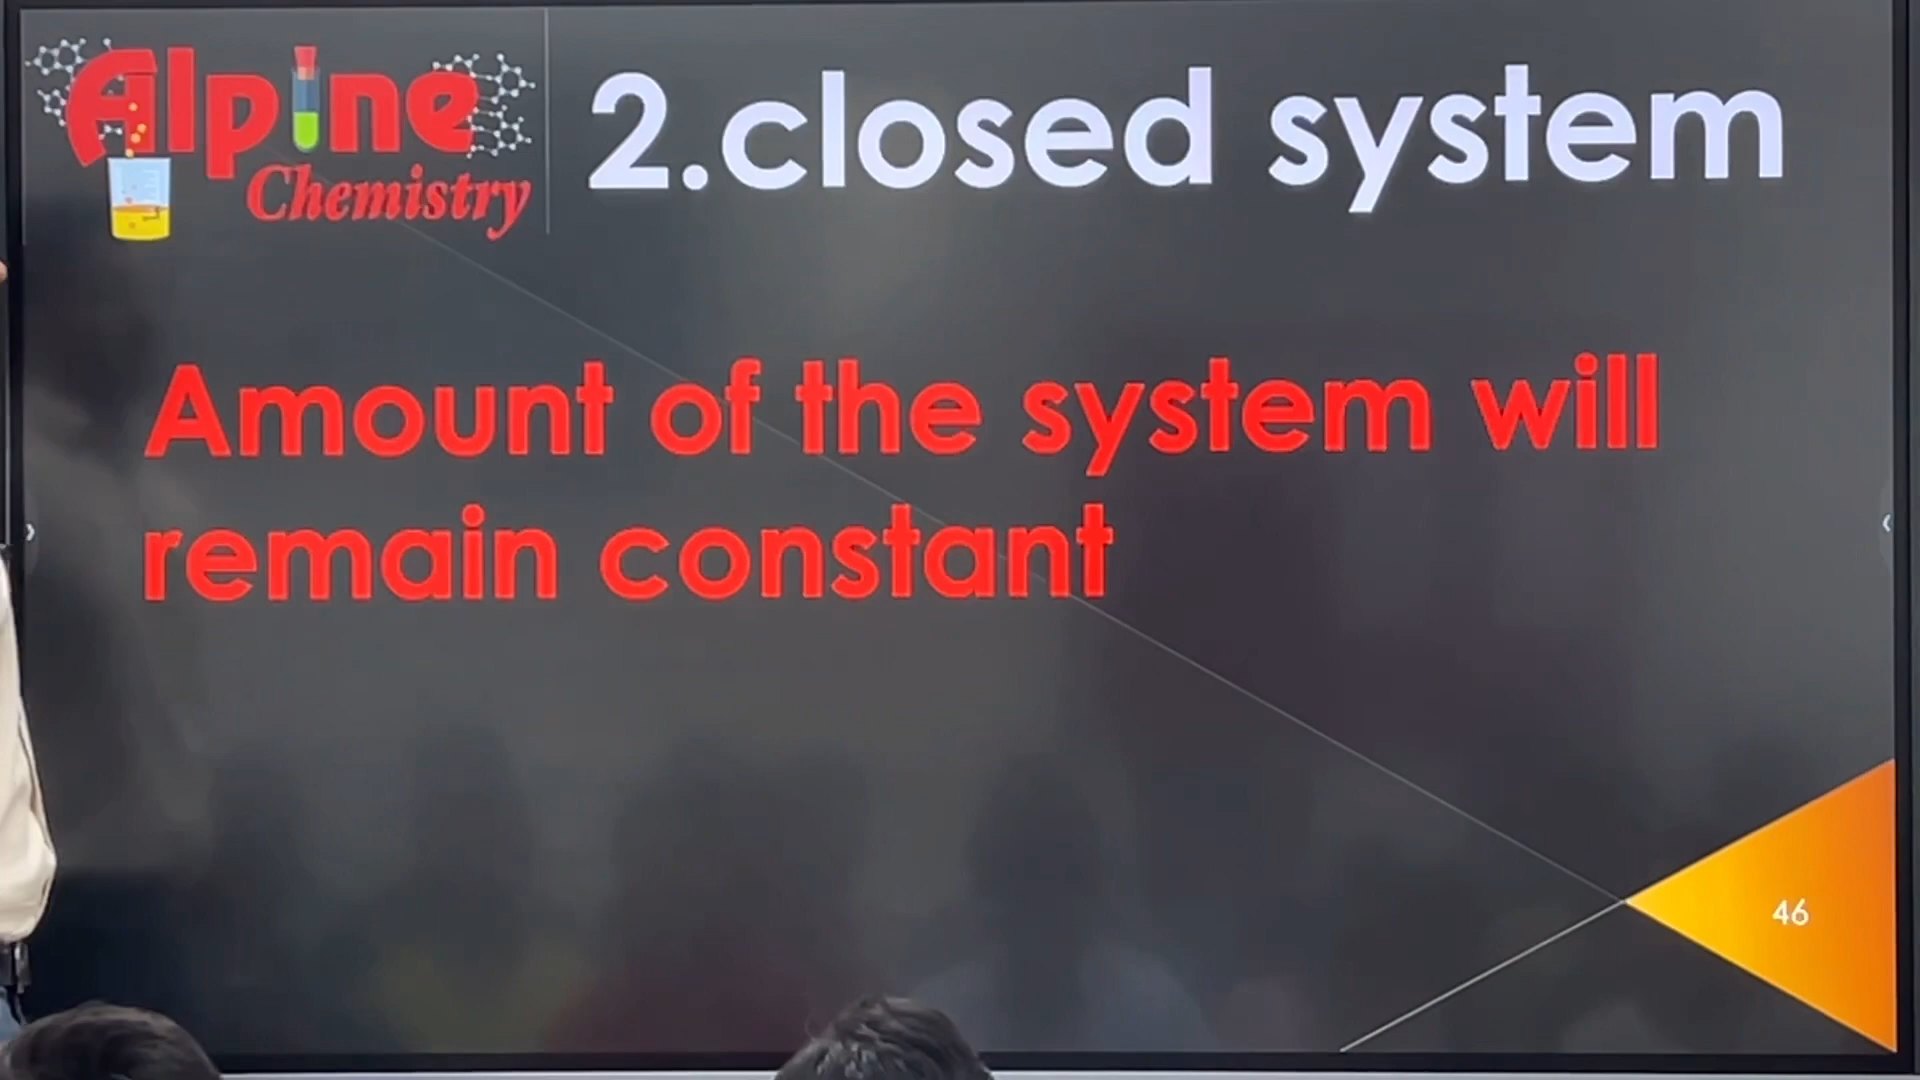 Alpine
Chemistry
2.closed system
Amount of the system will
remain constant
46